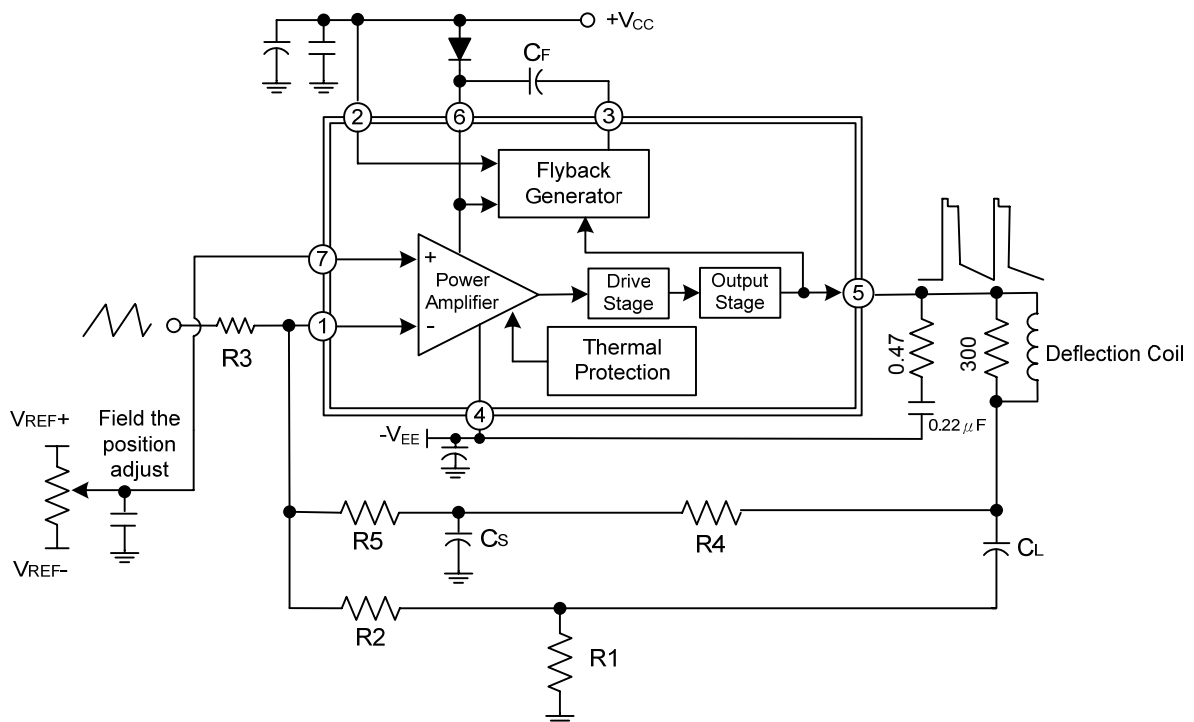 +VCC
CF
2
6
3
Flyback
Generator
7
+
Power
Amplifier
-
Drive
Stage
Output
Stage
5
1
R3
Thermal
Protection
4
-VEE
0.47
300
Deflection Coil
0.22μF
VREF+
Field the
position
adjust
VREF-
R5
CS
R4
CL
R2
R1